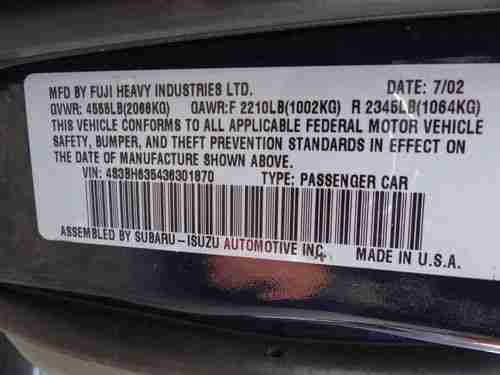 MFD BY FUJI HEAVY INDUSTRIES LTD. DATE: 7/02
GVWR: 4555LB(2066KG) GAWR:F 2210LB(1002KG) R 2345LB(1064KG)
THIS VEHICLE CONFORMS TO ALL APPLICABLE FEDERAL MOTOR VEHICLE
SAFETY, BUMPER, AND THEFT PREVENTION STANDARDS IN EFFECT ON
THE DATE OF MANUFACTURE SHOWN ABOVE.
VIN: 4S3BH635436301970 TYPE: PASSENGER CAR
ASSEMBLED BY SUBARU-ISUZU AUTOMOTIVE INC. MADE IN U.S.A.